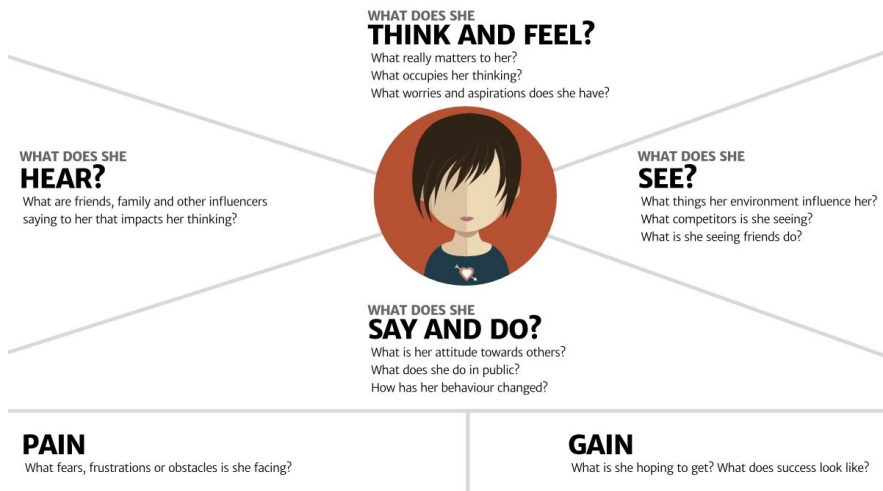 WHAT DOES SHE
THINK AND FEEL?
What really matters to her?
What occupies her thinking?
What worries and aspirations does she have?
WHAT DOES SHE
HEAR?
What are friends, family and other influencers
saying to her that impacts her thinking?
WHAT DOES SHE
SEE?
What things her environment influence her?
What competitors is she seeing?
What is she seeing friends do?
WHAT DOES SHE
SAY AND DO?
What is her attitude towards others?
What does she do in public?
How has her behaviour changed?
PAIN
What fears, frustrations or obstacles is she facing?
GAIN
What is she hoping to get? What does success look like?